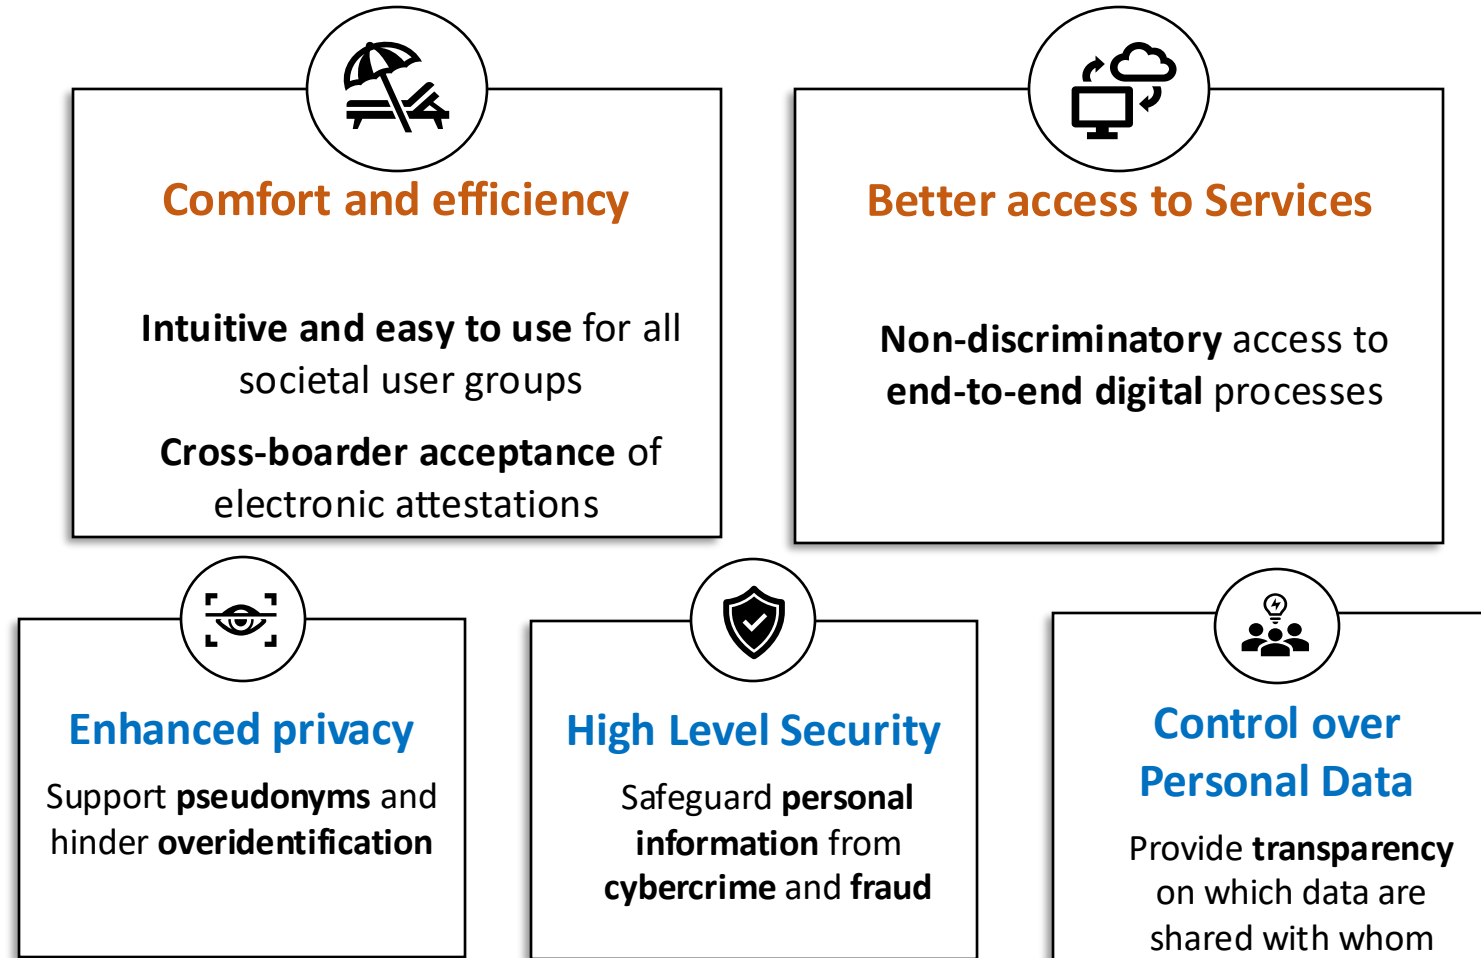 Comfort and efficiency
Intuitive and easy to use for all
societal user groups
Cross-boarder acceptance of
electronic attestations
Better access to Services
Non-discriminatory access to
end-to-end digital processes
Enhanced privacy
Support pseudonyms and
hinder overidentification
High Level Security
Safeguard personal
information from
cybercrime and fraud
Control over
Personal Data
Provide transparency
on which data are
shared with whom